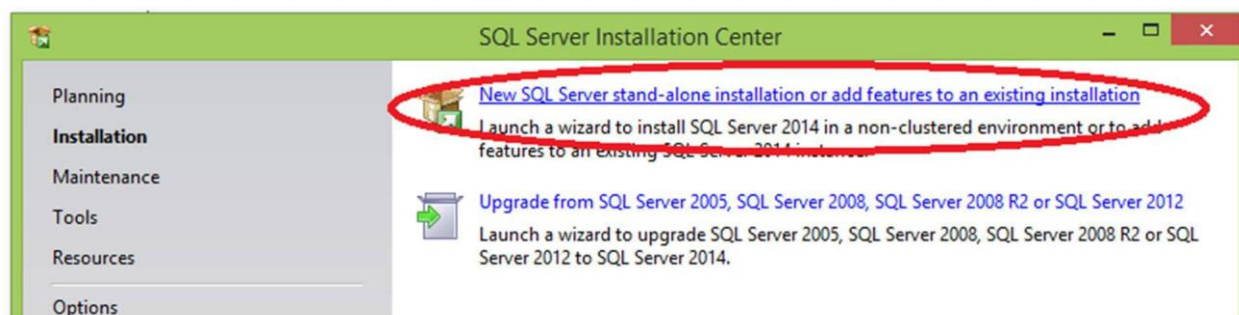 SQL Server Installation Center
Planning
Installation
Maintenance
Tools
Resources
Options
New SQL Server stand-alone installation or add features to an existing installation
Launch a wizard to install SQL Server 2014 in a non-clustered environment or to add
features to an existing SQL Server 2014 instance.
Upgrade from SQL Server 2005, SQL Server 2008, SQL Server 2008 R2 or SQL Server 2012
Launch a wizard to upgrade SQL Server 2005, SQL Server 2008, SQL Server 2008 R2 or SQL
Server 2012 to SQL Server 2014.